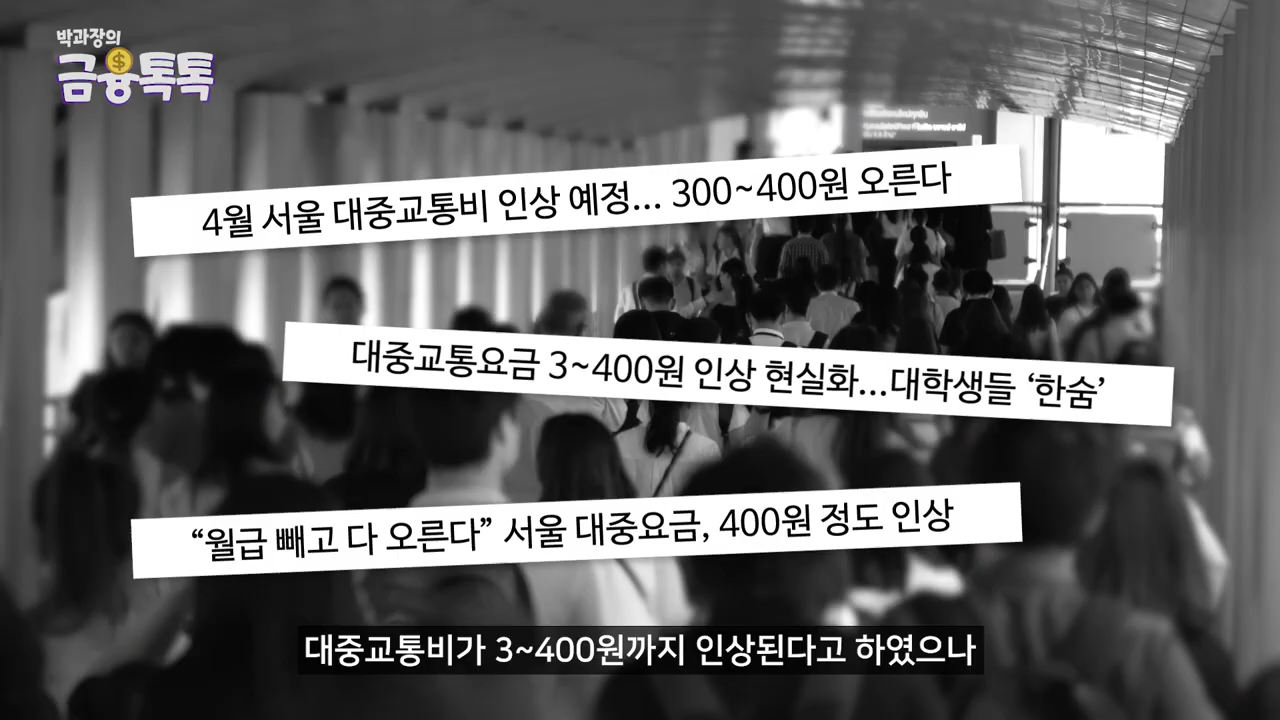 박과장의
금융톡톡
4월 서울 대중교통비 인상 예정... 300~400원 오른다
대중교통요금 3~400원 인상 현실화...대학생들 ‘한숨’
“월급 빼고 다 오른다” 서울 대중요금, 400원 정도 인상
대중교통비가 3~400원까지 인상된다고 하였으나